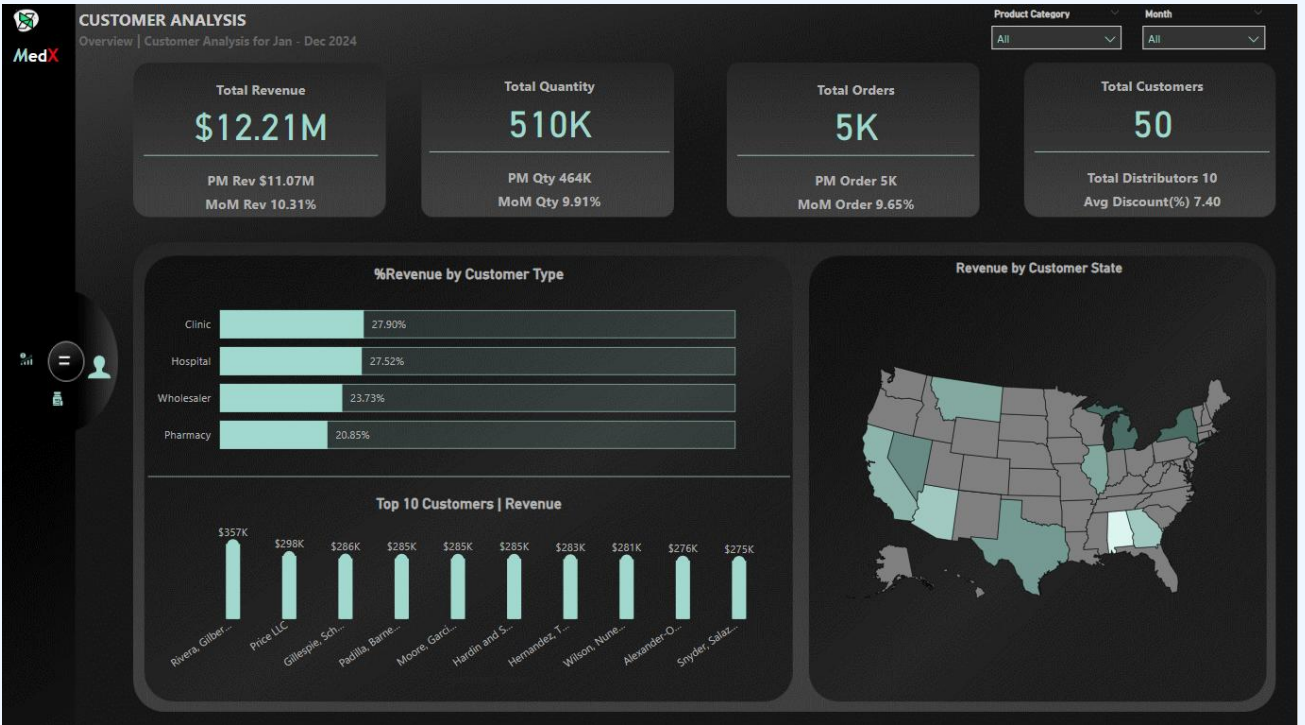 CUSTOMER ANALYSIS
Overview | Customer Analysis for Jan - Dec 2024
MedX
Product Category
All
Month
All
Total Revenue
$12.21M
PM Rev $11.07M
MoM Rev 10.31%
Total Quantity
510K
PM Qty 464K
MoM Qty 9.91%
Total Orders
5K
PM Order 5K
MoM Order 9.65%
Total Customers
50
Total Distributors 10
Avg Discount(%) 7.40
%Revenue by Customer Type
Clinic 27.90%
Hospital 27.52%
Wholesaler 23.73%
Pharmacy 20.85%
Top 10 Customers | Revenue
$357K $298K $286K $285K $285K $285K $283K $281K $276K $275K
Rivera, Gilber... Price LLC Gillespie, Sch... Padilla, Barne... Moore, Garci... Hardin and S... Hernandez, T... Wilson, Nune... Alexander-O... Snyder, Salaz...
Revenue by Customer State